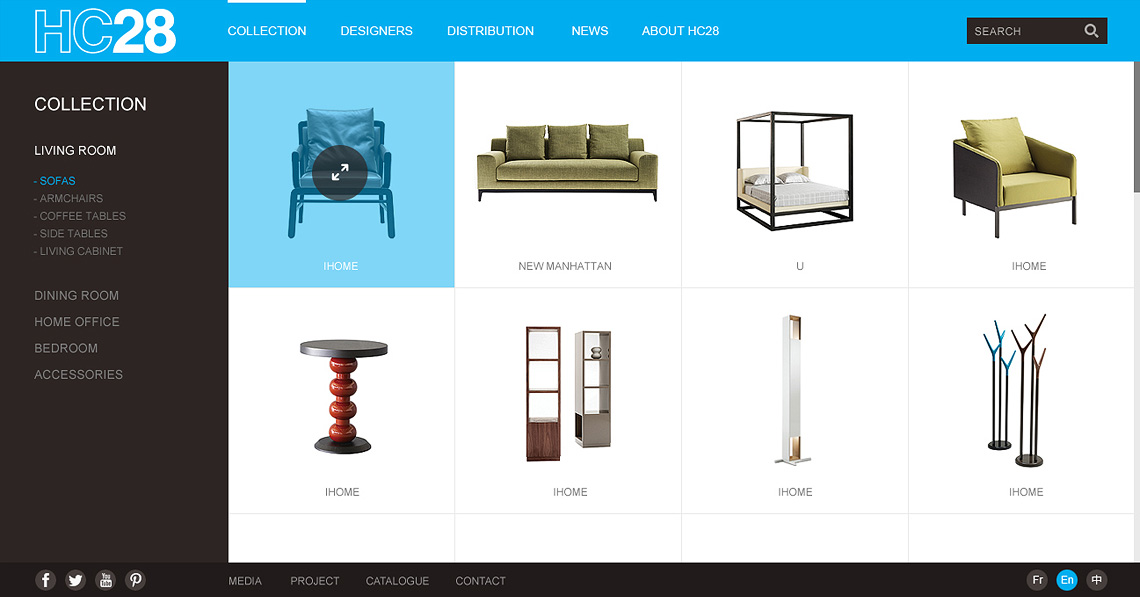 HC28
COLLECTION
DESIGNERS
DISTRIBUTION
NEWS
ABOUT HC28
SEARCH
COLLECTION
LIVING ROOM
- SOFAS
- ARMCHAIRS
- COFFEE TABLES
- SIDE TABLES
- LIVING CABINET
DINING ROOM
HOME OFFICE
BEDROOM
ACCESSORIES
IHOME
NEW MANHATTAN
U
IHOME
IHOME
IHOME
IHOME
IHOME
f
You Tube
MEDIA
PROJECT
CATALOGUE
CONTACT
Fr
En
中